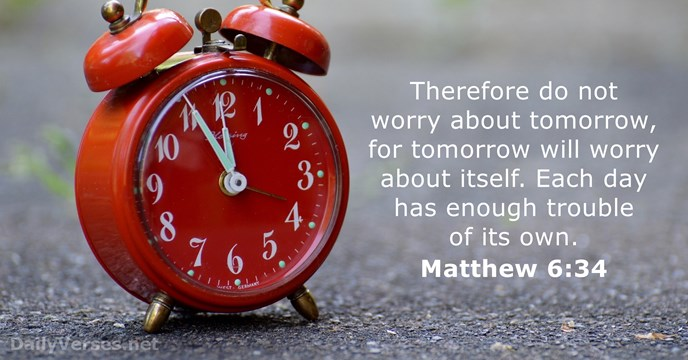 Therefore do not
worry about tomorrow,
for tomorrow will worry
about itself. Each day
has enough trouble
of its own.
Matthew 6:34
12
1
2
3
4
5
6
7
8
9
10
11
GERMANY
DailyVerses.net